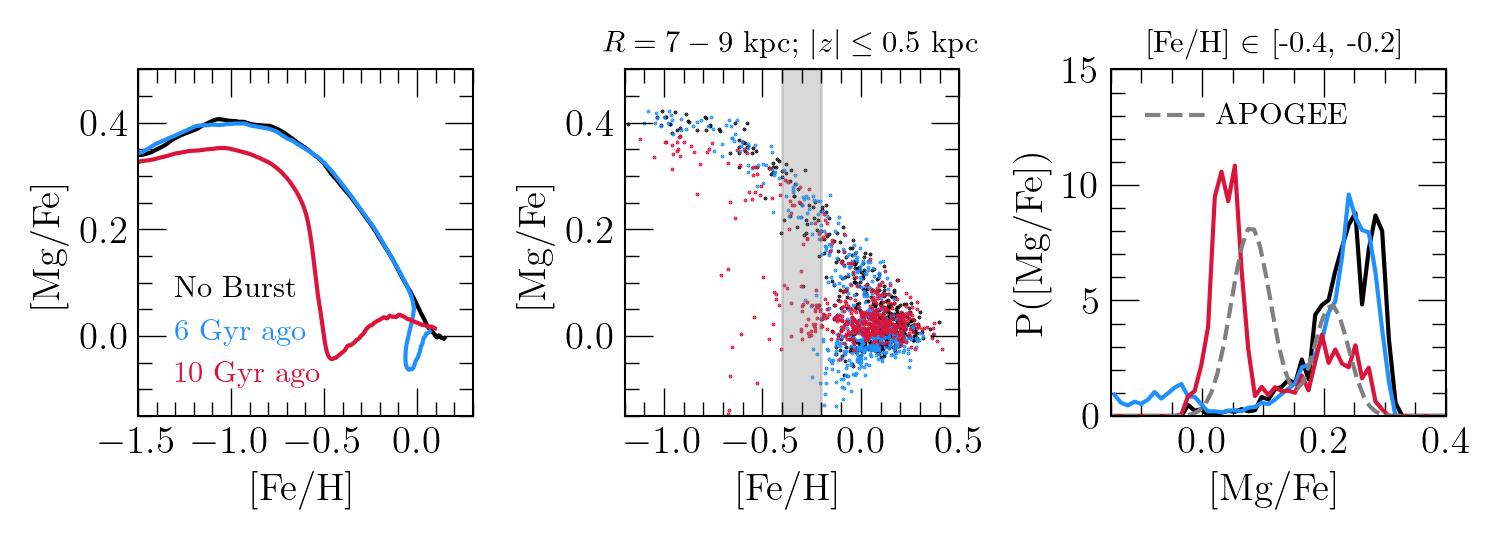 R = 7 − 9 kpc; |z| ≤ 0.5 kpc
[Fe/H] ∈ [-0.4, -0.2]
0.4
0.2
0.0
[Mg/Fe]
No Burst
6 Gyr ago
10 Gyr ago
−1.5 −1.0 −0.5 0.0
[Fe/H]
0.4
0.2
0.0
[Mg/Fe]
−1.0 −0.5 0.0 0.5
[Fe/H]
15
10
5
0
P([Mg/Fe])
APOGEE
0.0 0.2 0.4
[Mg/Fe]